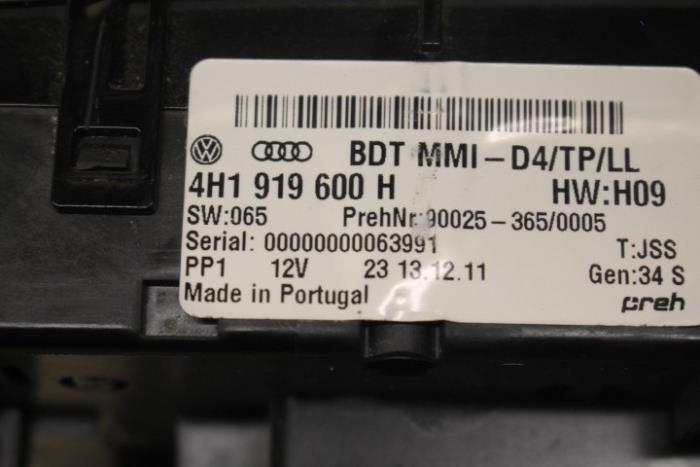 BDT MMI-D4/TP/LL
4H1 919 600 H HW:H09
SW:065 PrehNr:90025-365/0005
Serial: 00000000063991 T:JSS
PP1 12V 23 13.12.11 Gen:34 S
Made in Portugal preh